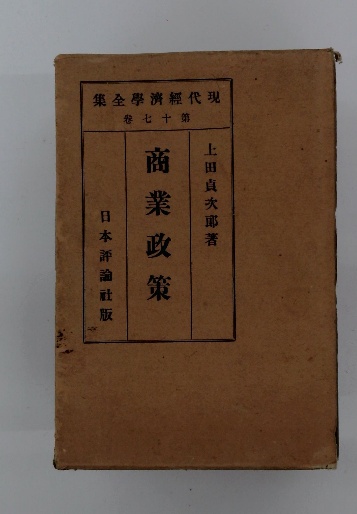 現代經濟學全集
第十七卷
上田貞次郎著
商業政策
日本評論社版